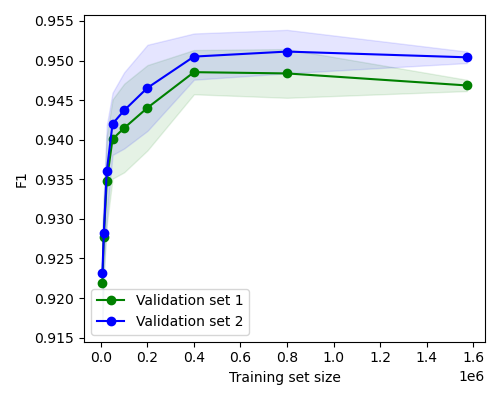 0.955
0.950
0.945
0.940
0.935
0.930
0.925
0.920
0.915
F1
Validation set 1
Validation set 2
0.0 0.2 0.4 0.6 0.8 1.0 1.2 1.4 1.6
1e6
Training set size